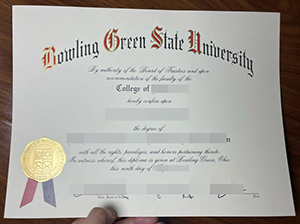 Bowling Green State University
By authority of the Board of Trustees and upon
recommendation of the faculty of the
College of
hereby confers upon
the degree of
with all the rights, privileges, and honors pertaining thereto.
In witness whereof, this diploma is given at Bowling Green, Ohio
this ninth day of